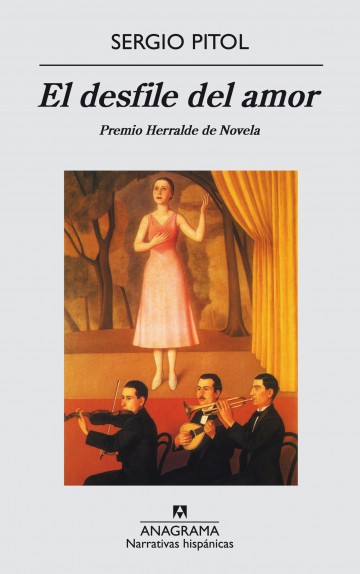 SERGIO PITOL
El desfile del amor
Premio Herralde de Novela
ANAGRAMA
Narrativas hispánicas